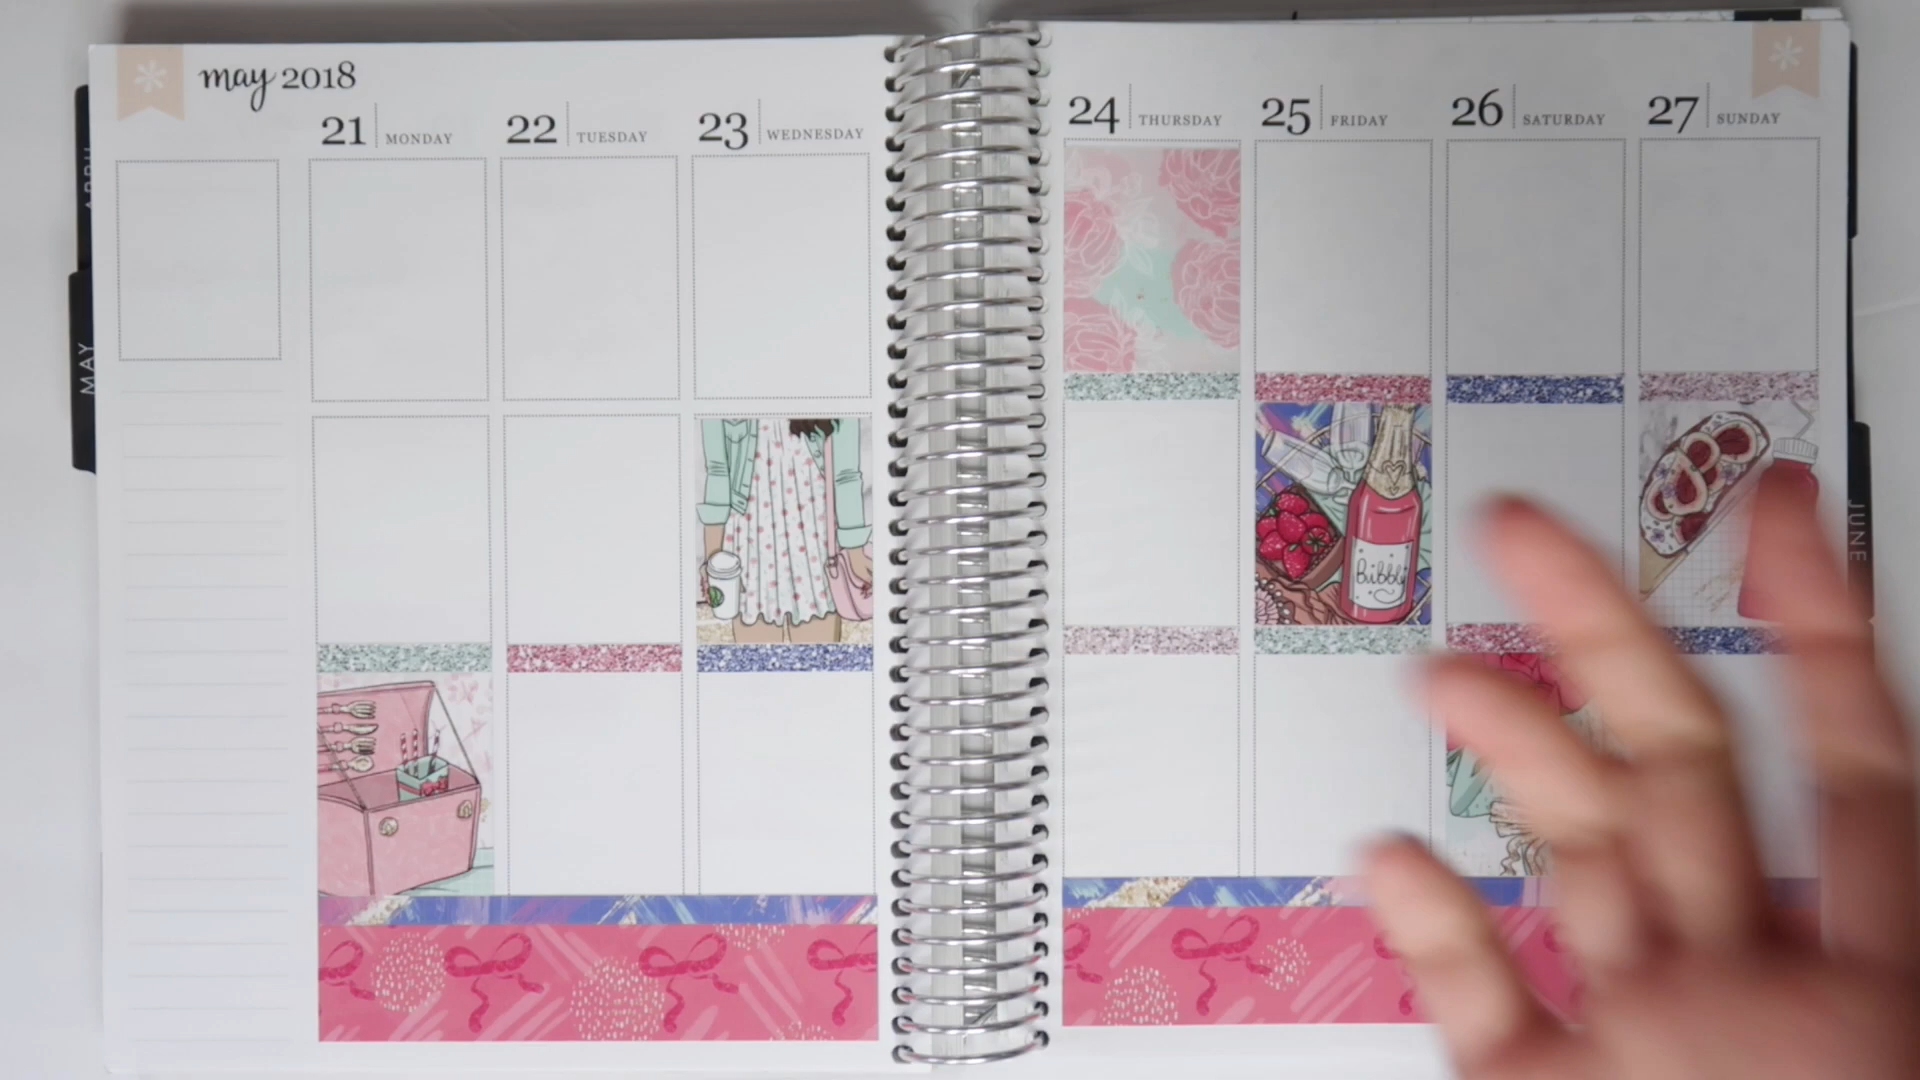 may 2018
21 MONDAY
22 TUESDAY
23 WEDNESDAY
24 THURSDAY
25 FRIDAY
26 SATURDAY
27 SUNDAY
APRIL
MAY
JUNE
Bubbly